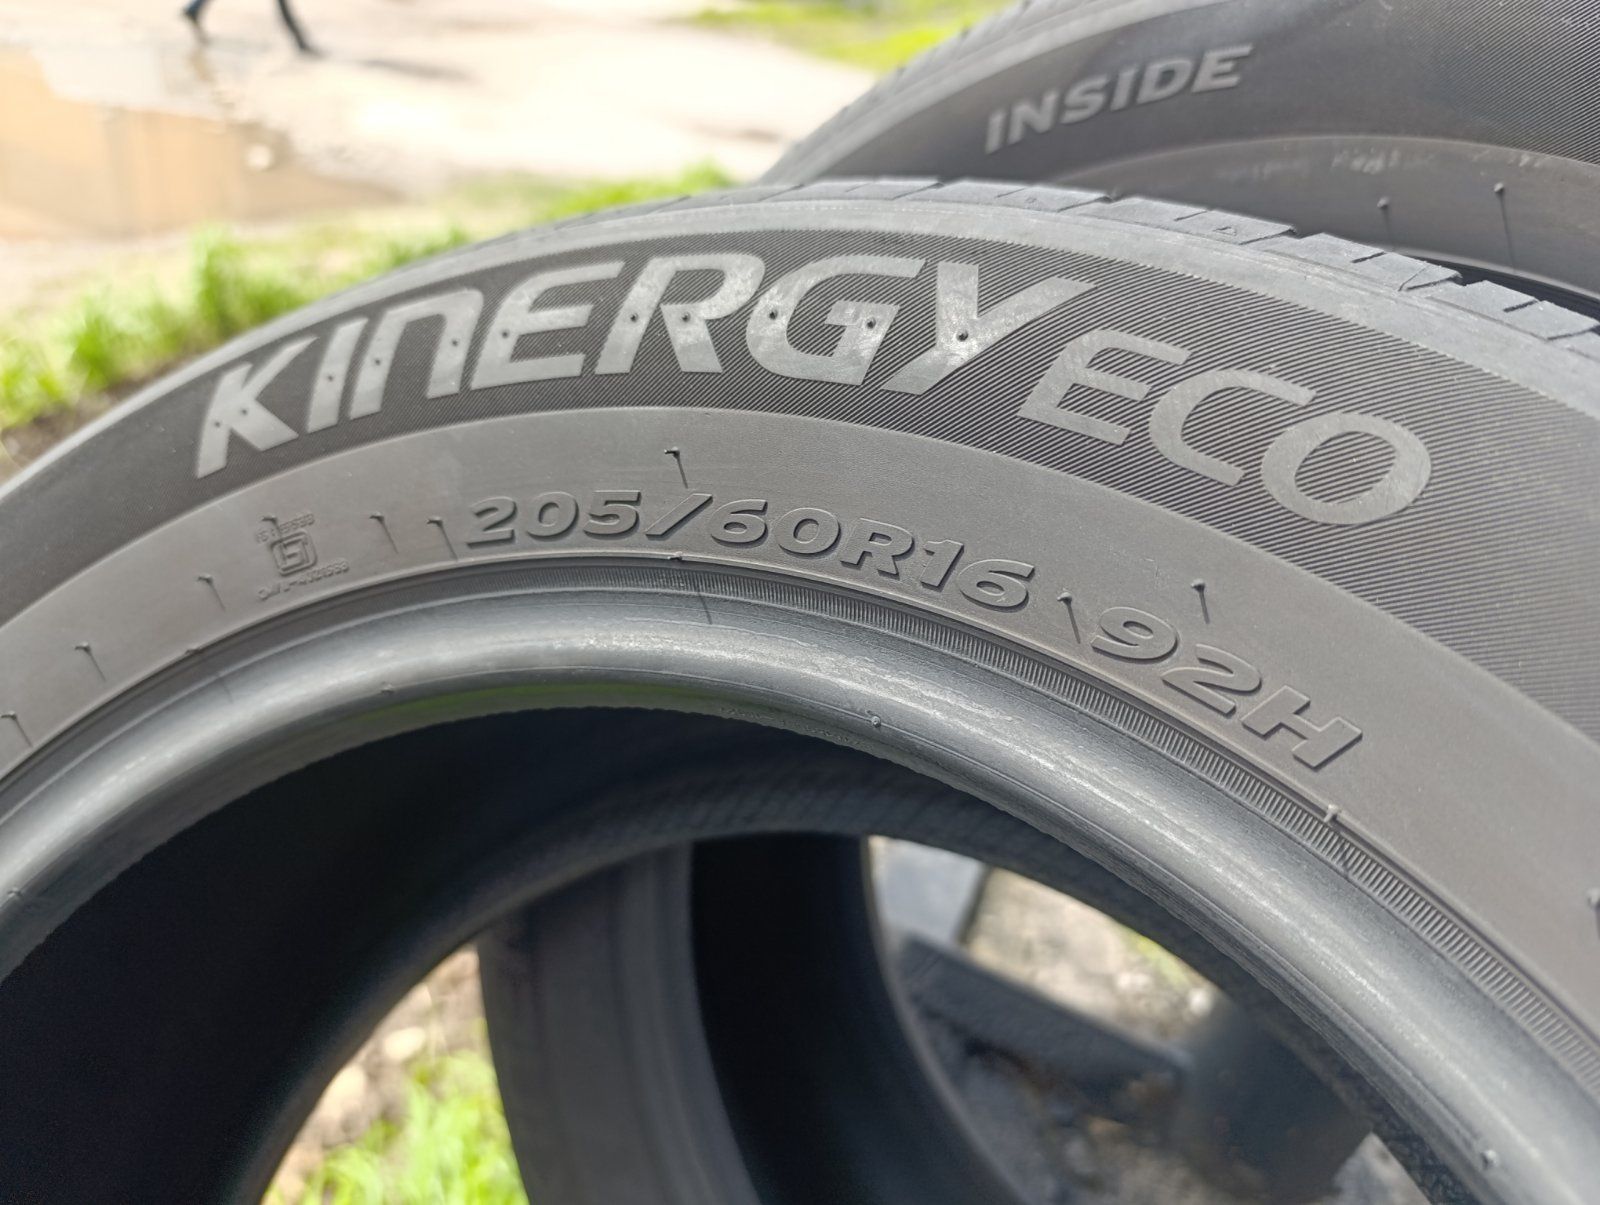 INSIDE
KINERGY ECO
205/60R16 92H